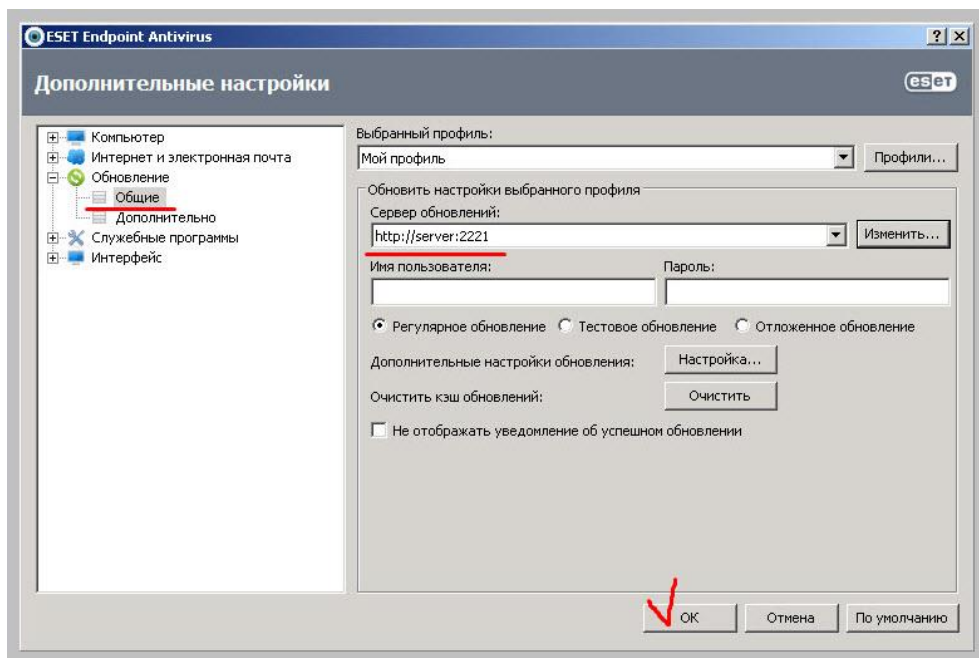 ESET Endpoint Antivirus
Дополнительные настройки
eset
Компьютер
Интернет и электронная почта
Обновление
Общие
Дополнительно
Служебные программы
Интерфейс
Выбранный профиль:
Мой профиль
Профили...
Обновить настройки выбранного профиля
Сервер обновлений:
http://server:2221
Изменить...
Имя пользователя:
Пароль:
Регулярное обновление
Тестовое обновление
Отложенное обновление
Дополнительные настройки обновления:
Настройка...
Очистить кэш обновлений:
Очистить
Не отображать уведомление об успешном обновлении
OK
Отмена
По умолчанию